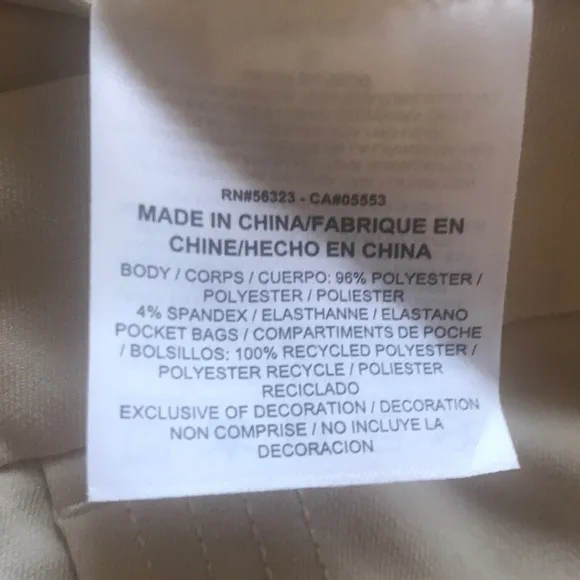 RN#56323 - CA#05553
MADE IN CHINA/FABRIQUE EN
CHINE/HECHO EN CHINA
BODY / CORPS / CUERPO: 96% POLYESTER /
POLYESTER / POLIESTER
4% SPANDEX / ELASTHANNE / ELASTANO
POCKET BAGS / COMPARTIMENTS DE POCHE
/ BOLSILLOS: 100% RECYCLED POLYESTER /
POLYESTER RECYCLE / POLIESTER
RECICLADO
EXCLUSIVE OF DECORATION / DECORATION
NON COMPRISE / NO INCLUYE LA
DECORACION